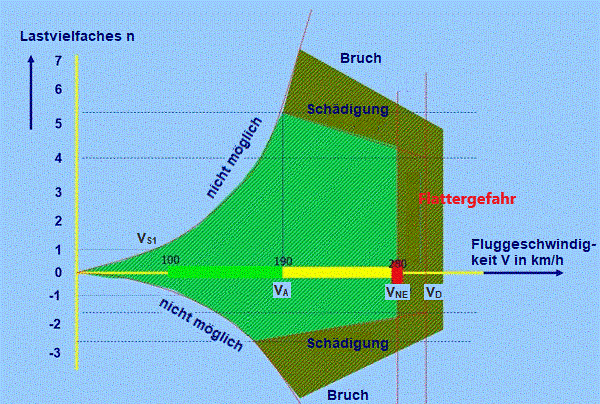 Lastvielfaches n
7
6
5
4
3
2
1
0
-1
-2
-3
Bruch
Schädigung
nicht möglich
Flattergefahr
VS1
100
190
280
Fluggeschwindig-
keit V in km/h
VA
VNE
VD
nicht möglich
Schädigung
Bruch